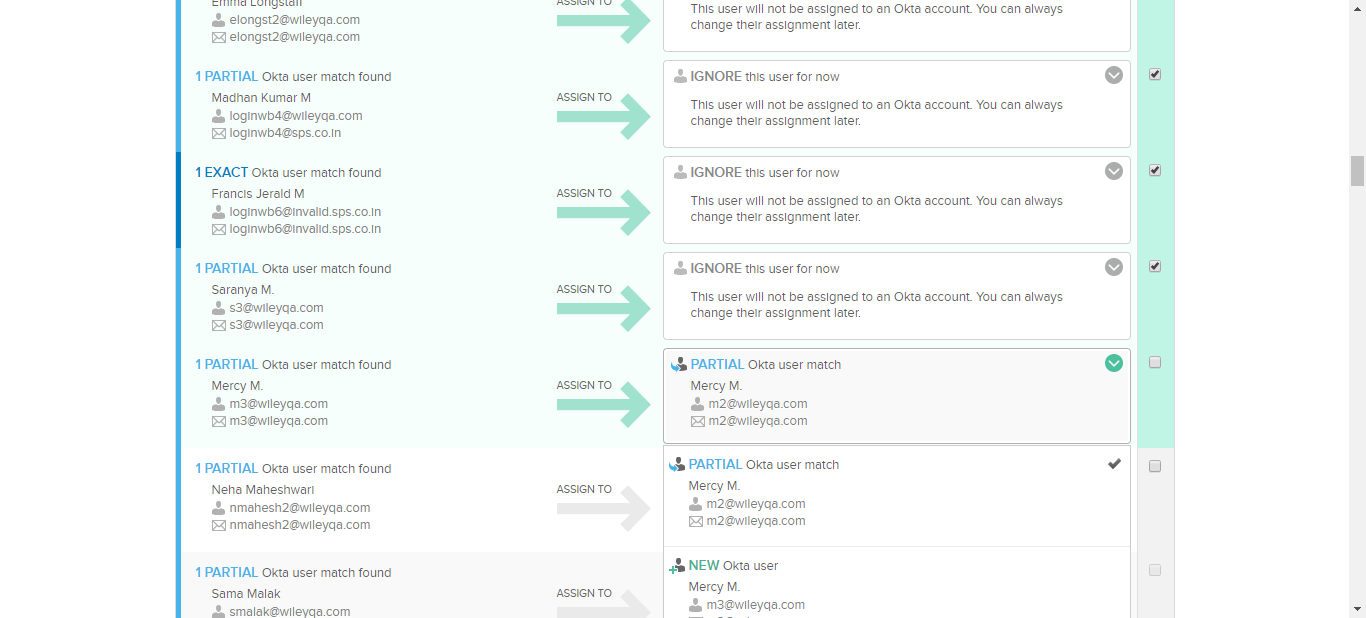 Emma Longstaff
elongst2@wileyqa.com
elongst2@wileyqa.com
ASSIGN TO
This user will not be assigned to an Okta account. You can always
change their assignment later.
1 PARTIAL Okta user match found
Madhan Kumar M
loginwb4@wileyqa.com
loginwb4@sps.co.in
ASSIGN TO
IGNORE this user for now
This user will not be assigned to an Okta account. You can always
change their assignment later.
1 EXACT Okta user match found
Francis Jerald M
loginwb6@invalid.sps.co.in
loginwb6@invalid.sps.co.in
ASSIGN TO
IGNORE this user for now
This user will not be assigned to an Okta account. You can always
change their assignment later.
1 PARTIAL Okta user match found
Saranya M.
s3@wileyqa.com
s3@wileyqa.com
ASSIGN TO
IGNORE this user for now
This user will not be assigned to an Okta account. You can always
change their assignment later.
1 PARTIAL Okta user match found
Mercy M.
m3@wileyqa.com
m3@wileyqa.com
ASSIGN TO
PARTIAL Okta user match
Mercy M.
m2@wileyqa.com
m2@wileyqa.com
1 PARTIAL Okta user match found
Neha Maheshwari
nmahesh2@wileyqa.com
nmahesh2@wileyqa.com
ASSIGN TO
PARTIAL Okta user match
Mercy M.
m2@wileyqa.com
m2@wileyqa.com
1 PARTIAL Okta user match found
Sama Malak
smalak@wileyqa.com
ASSIGN TO
NEW Okta user
Mercy M.
m3@wileyqa.com